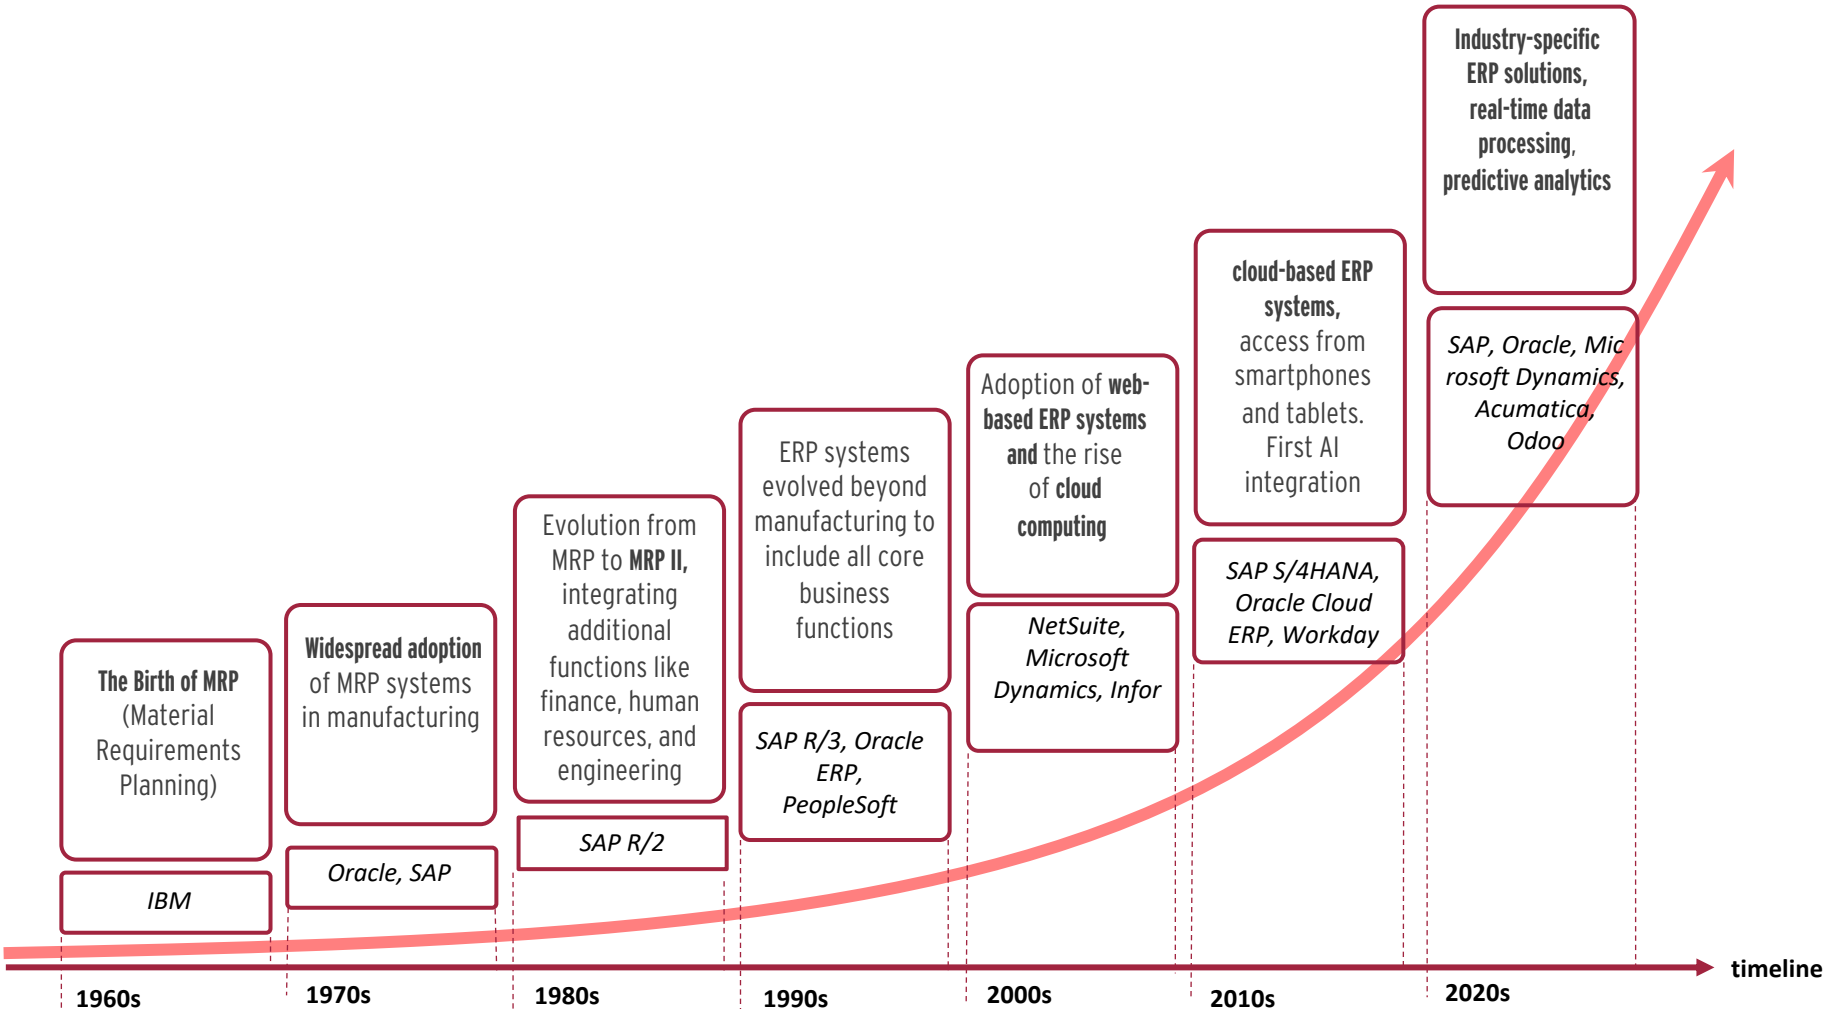 The Birth of MRP
(Material
Requirements
Planning)
IBM
1960s
Widespread adoption
of MRP systems
in manufacturing
Oracle, SAP
1970s
Evolution from
MRP to MRP II,
integrating
additional
functions like
finance, human
resources, and
engineering
SAP R/2
1980s
ERP systems
evolved beyond
manufacturing to
include all core
business
functions
SAP R/3, Oracle
ERP,
PeopleSoft
1990s
Adoption of web-
based ERP systems
and the rise
of cloud
computing
NetSuite,
Microsoft
Dynamics, Infor
2000s
cloud-based ERP
systems,
access from
smartphones
and tablets.
First AI
integration
SAP S/4HANA,
Oracle Cloud
ERP, Workday
2010s
Industry-specific
ERP solutions,
real-time data
processing,
predictive analytics
SAP, Oracle, Mic
rosoft Dynamics,
Acumatica,
Odoo
2020s
timeline